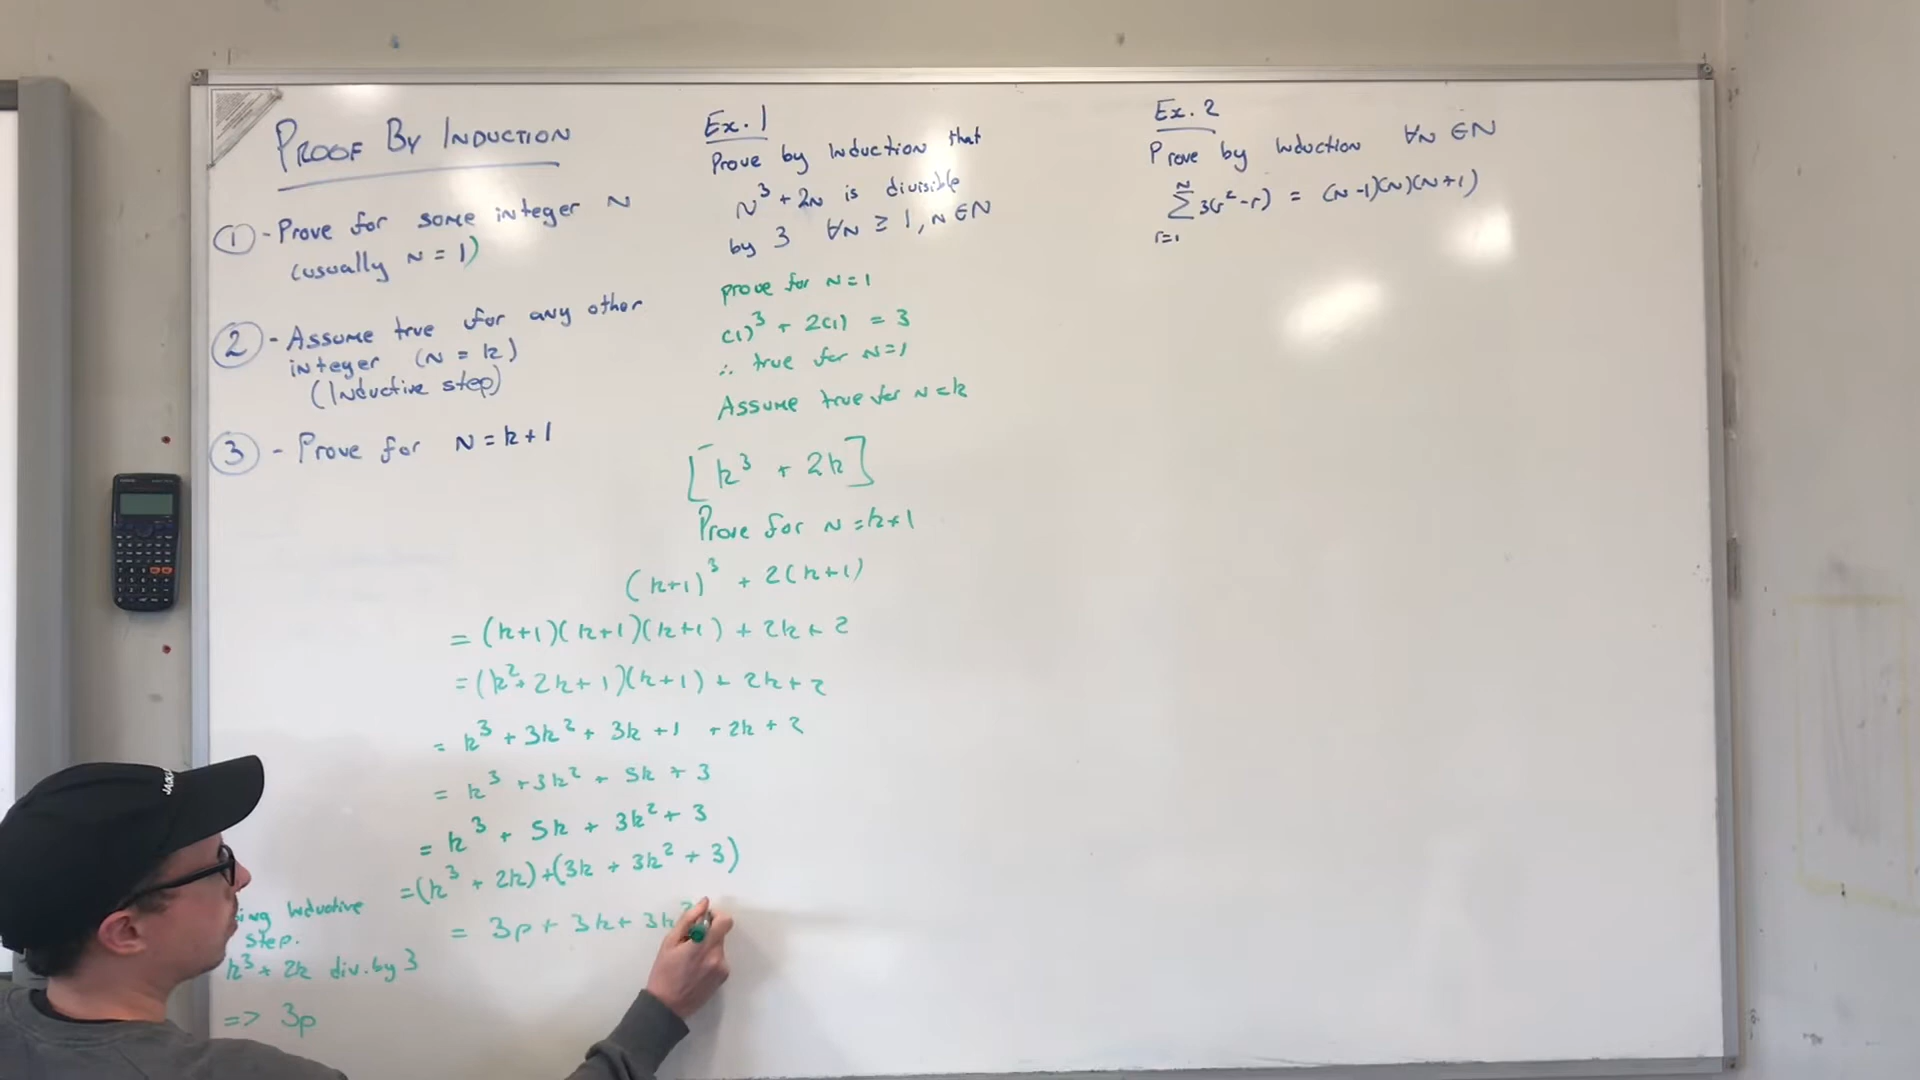 PROOF BY INDUCTION
1 - Prove for some integer N
(usually N = 1)
2 - Assume true for any other
integer (N = k)
(Inductive step)
3 - Prove for N = k+1
Ex. 1
Prove by Induction that
N³ + 2N is divisible
by 3 ∀N ≥ 1, N ∈ N
prove for N = 1
(1)³ + 2(1) = 3
∴ true for N=1
Assume true for N = k
[k³ + 2k]
Prove for N = k+1
(k+1)³ + 2(k+1)
= (k+1)(k+1)(k+1) + 2k + 2
= (k² + 2k + 1)(k+1) + 2k + 2
= k³ + 3k² + 3k + 1 + 2k + 2
= k³ + 3k² + 5k + 3
= k³ + 5k + 3k² + 3
= (k³ + 2k) + (3k + 3k² + 3)
= 3p + 3k + 3k²
Inductive
step.
k³ + 2k div. by 3
=> 3p
Ex. 2
Prove by Induction ∀N ∈ N
N
∑ 3(r² - r) = (N-1)(N)(N+1)
r=1